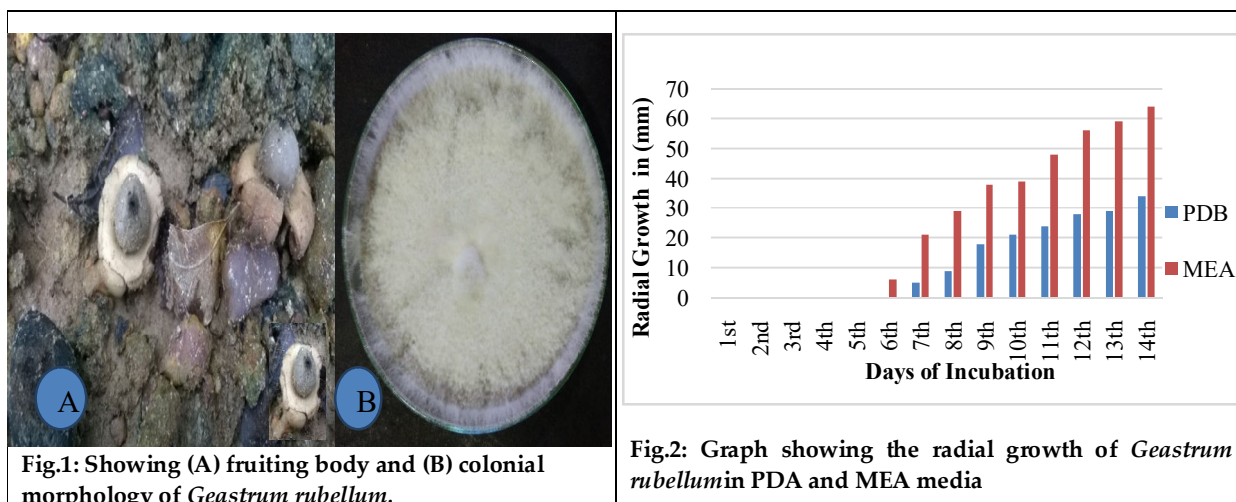 A
B
Fig.1: Showing (A) fruiting body and (B) colonial
morphology of Geastrum rubellum.
Radial Growth in (mm)
70
60
50
40
30
20
10
0
1st
2nd
3rd
4th
5th
6th
7th
8th
9th
10th
11th
12th
13th
14th
Days of Incubation
PDB
MEA
Fig.2: Graph showing the radial growth of Geastrum
rubellumin PDA and MEA media